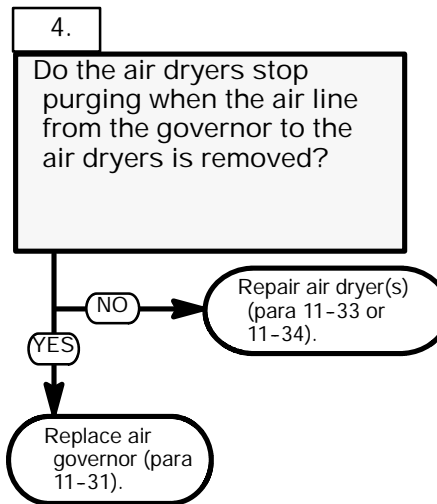 4.
Do the air dryers stop
purging when the air line
from the governor to the
air dryers is removed?
NO
Repair air dryer(s)
(para 11-33 or
11-34).
YES
Replace air
governor (para
11-31).